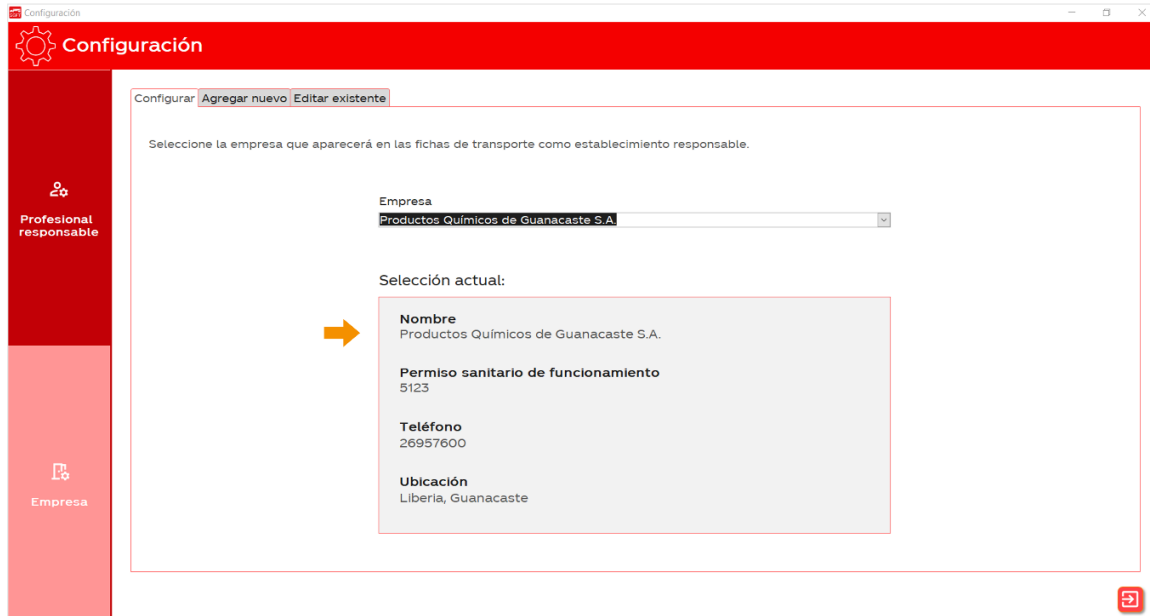 Configuración
Configuración
Configurar Agregar nuevo Editar existente
Seleccione la empresa que aparecerá en las fichas de transporte como establecimiento responsable.
Profesional
responsable
Empresa
Productos Químicos de Guanacaste S.A.
Selección actual:
Nombre
Productos Químicos de Guanacaste S.A.
Permiso sanitario de funcionamiento
5123
Teléfono
26957600
Ubicación
Liberia, Guanacaste
Empresa